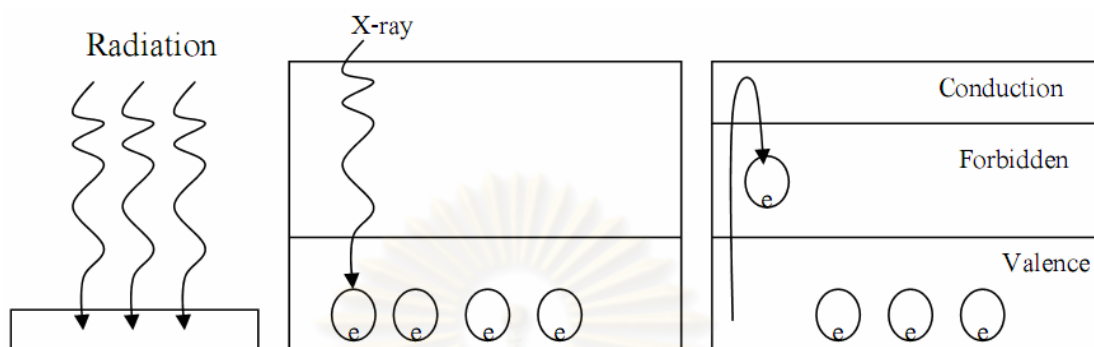 Radiation
X-ray
e e e e
Conduction
Forbidden
e
Valence
e e e